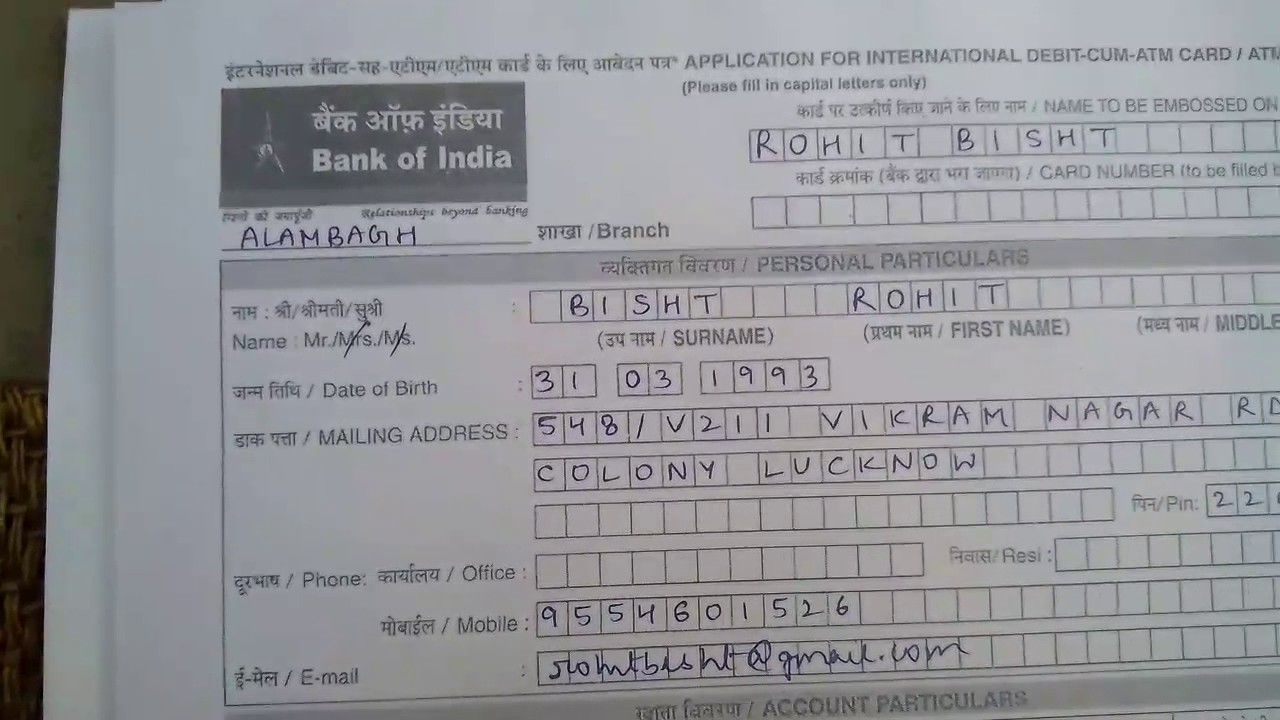 इंटरनेशनल डेबिट-सह-एटीएम/एटीएम कार्ड के लिए आवेदन पत्र* APPLICATION FOR INTERNATIONAL DEBIT-CUM-ATM CARD / ATM
(Please fill in capital letters only)
बैंक ऑफ़ इंडिया
Bank of India
Relationships beyond banking
कार्ड पर उत्कीर्ण किए जाने के लिए नाम / NAME TO BE EMBOSSED ON
ROHIT BISHT
कार्ड क्रमांक (बैंक द्वारा भरा जाएगा) / CARD NUMBER (to be filled b
ALAMBAGH शाखा /Branch
व्यक्तिगत विवरण / PERSONAL PARTICULARS
नाम : श्री/श्रीमती/सुश्री : BISHT ROHIT
Name : Mr./Mrs./Ms. (उप नाम / SURNAME) (प्रथम नाम / FIRST NAME) (मध्य नाम / MIDDLE
जन्म तिथि / Date of Birth : 31 03 1993
डाक पत्ता / MAILING ADDRESS : 548/V211 VIKRAM NAGAR
COLONY LUCKNOW
पिन/Pin: 22
दूरभाष / Phone: कार्यालय / Office : निवास/ Resi :
मोबाईल / Mobile : 9554601526
ई-मेल / E-mail : @gmail.com
खाता विवरण / ACCOUNT PARTICULARS